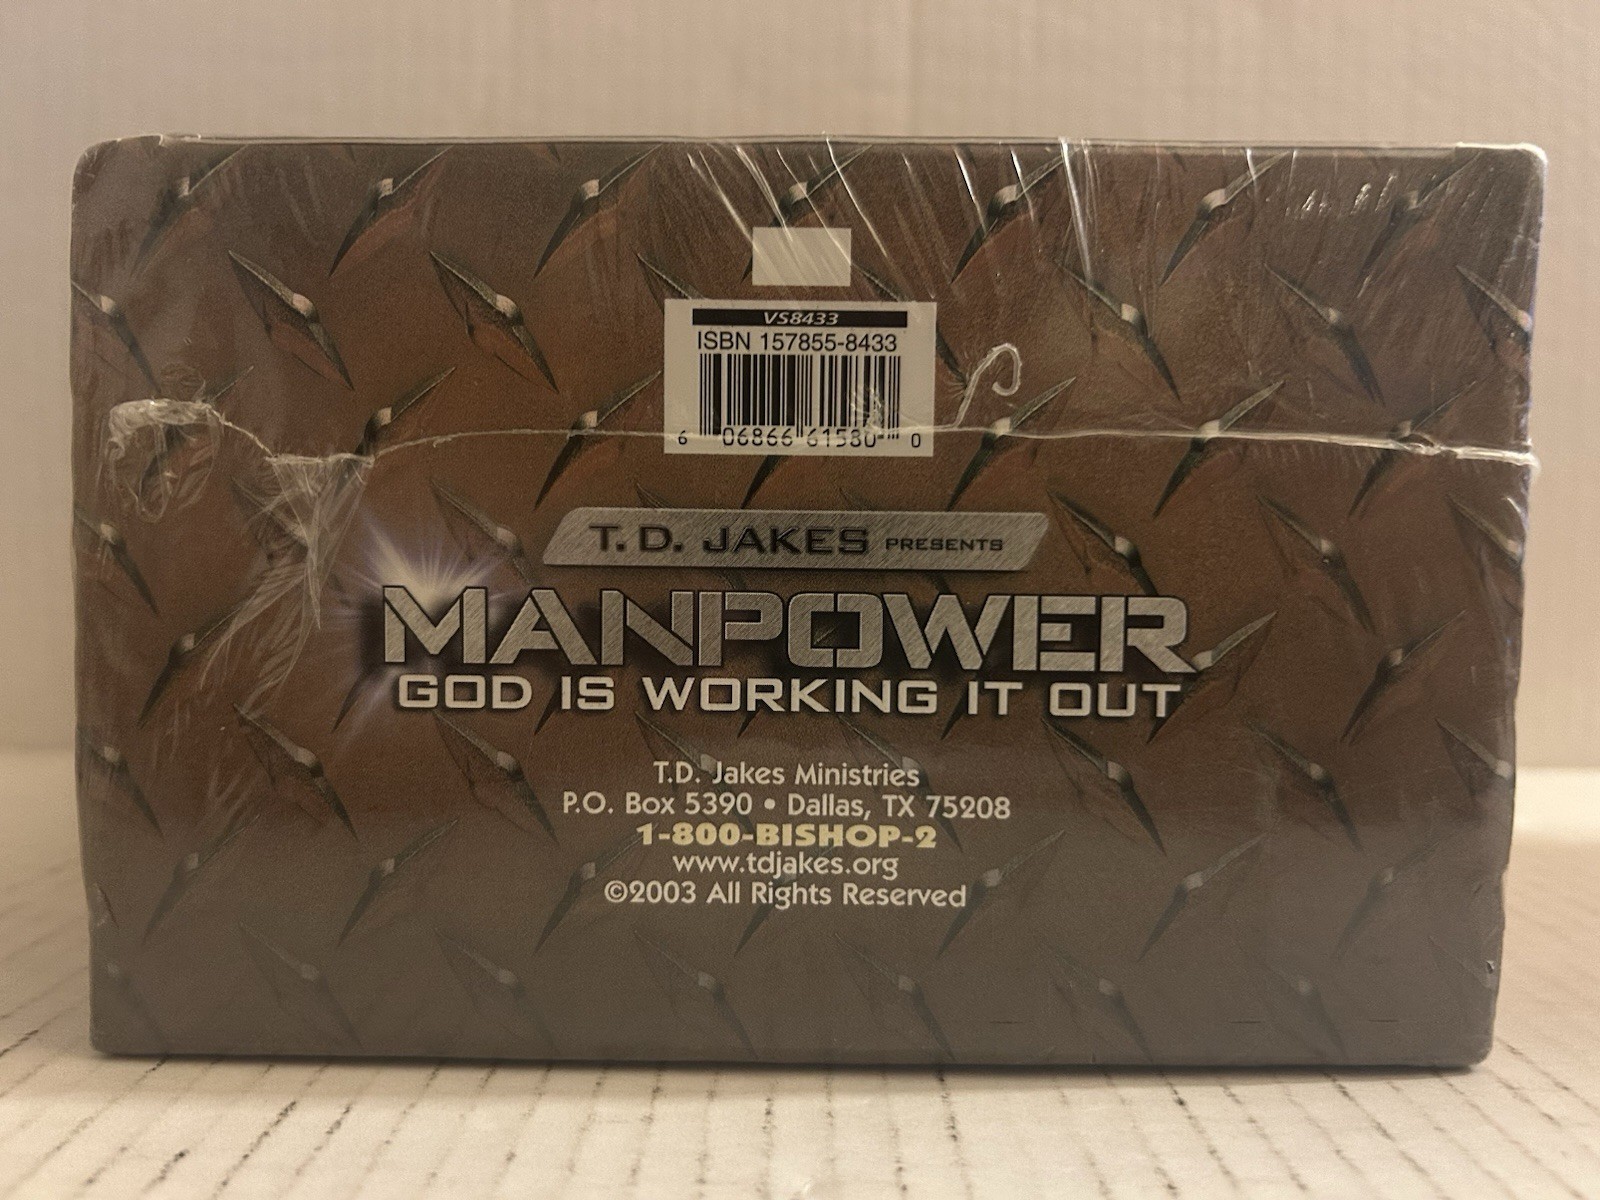 VS8433
ISBN 157855-8433
6 06866 61580 0
T.D. JAKES PRESENTS
MANPOWER
GOD IS WORKING IT OUT
T.D. Jakes Ministries
P.O. Box 5390 • Dallas, TX 75208
1-800-BISHOP-2
www.tdjakes.org
©2003 All Rights Reserved